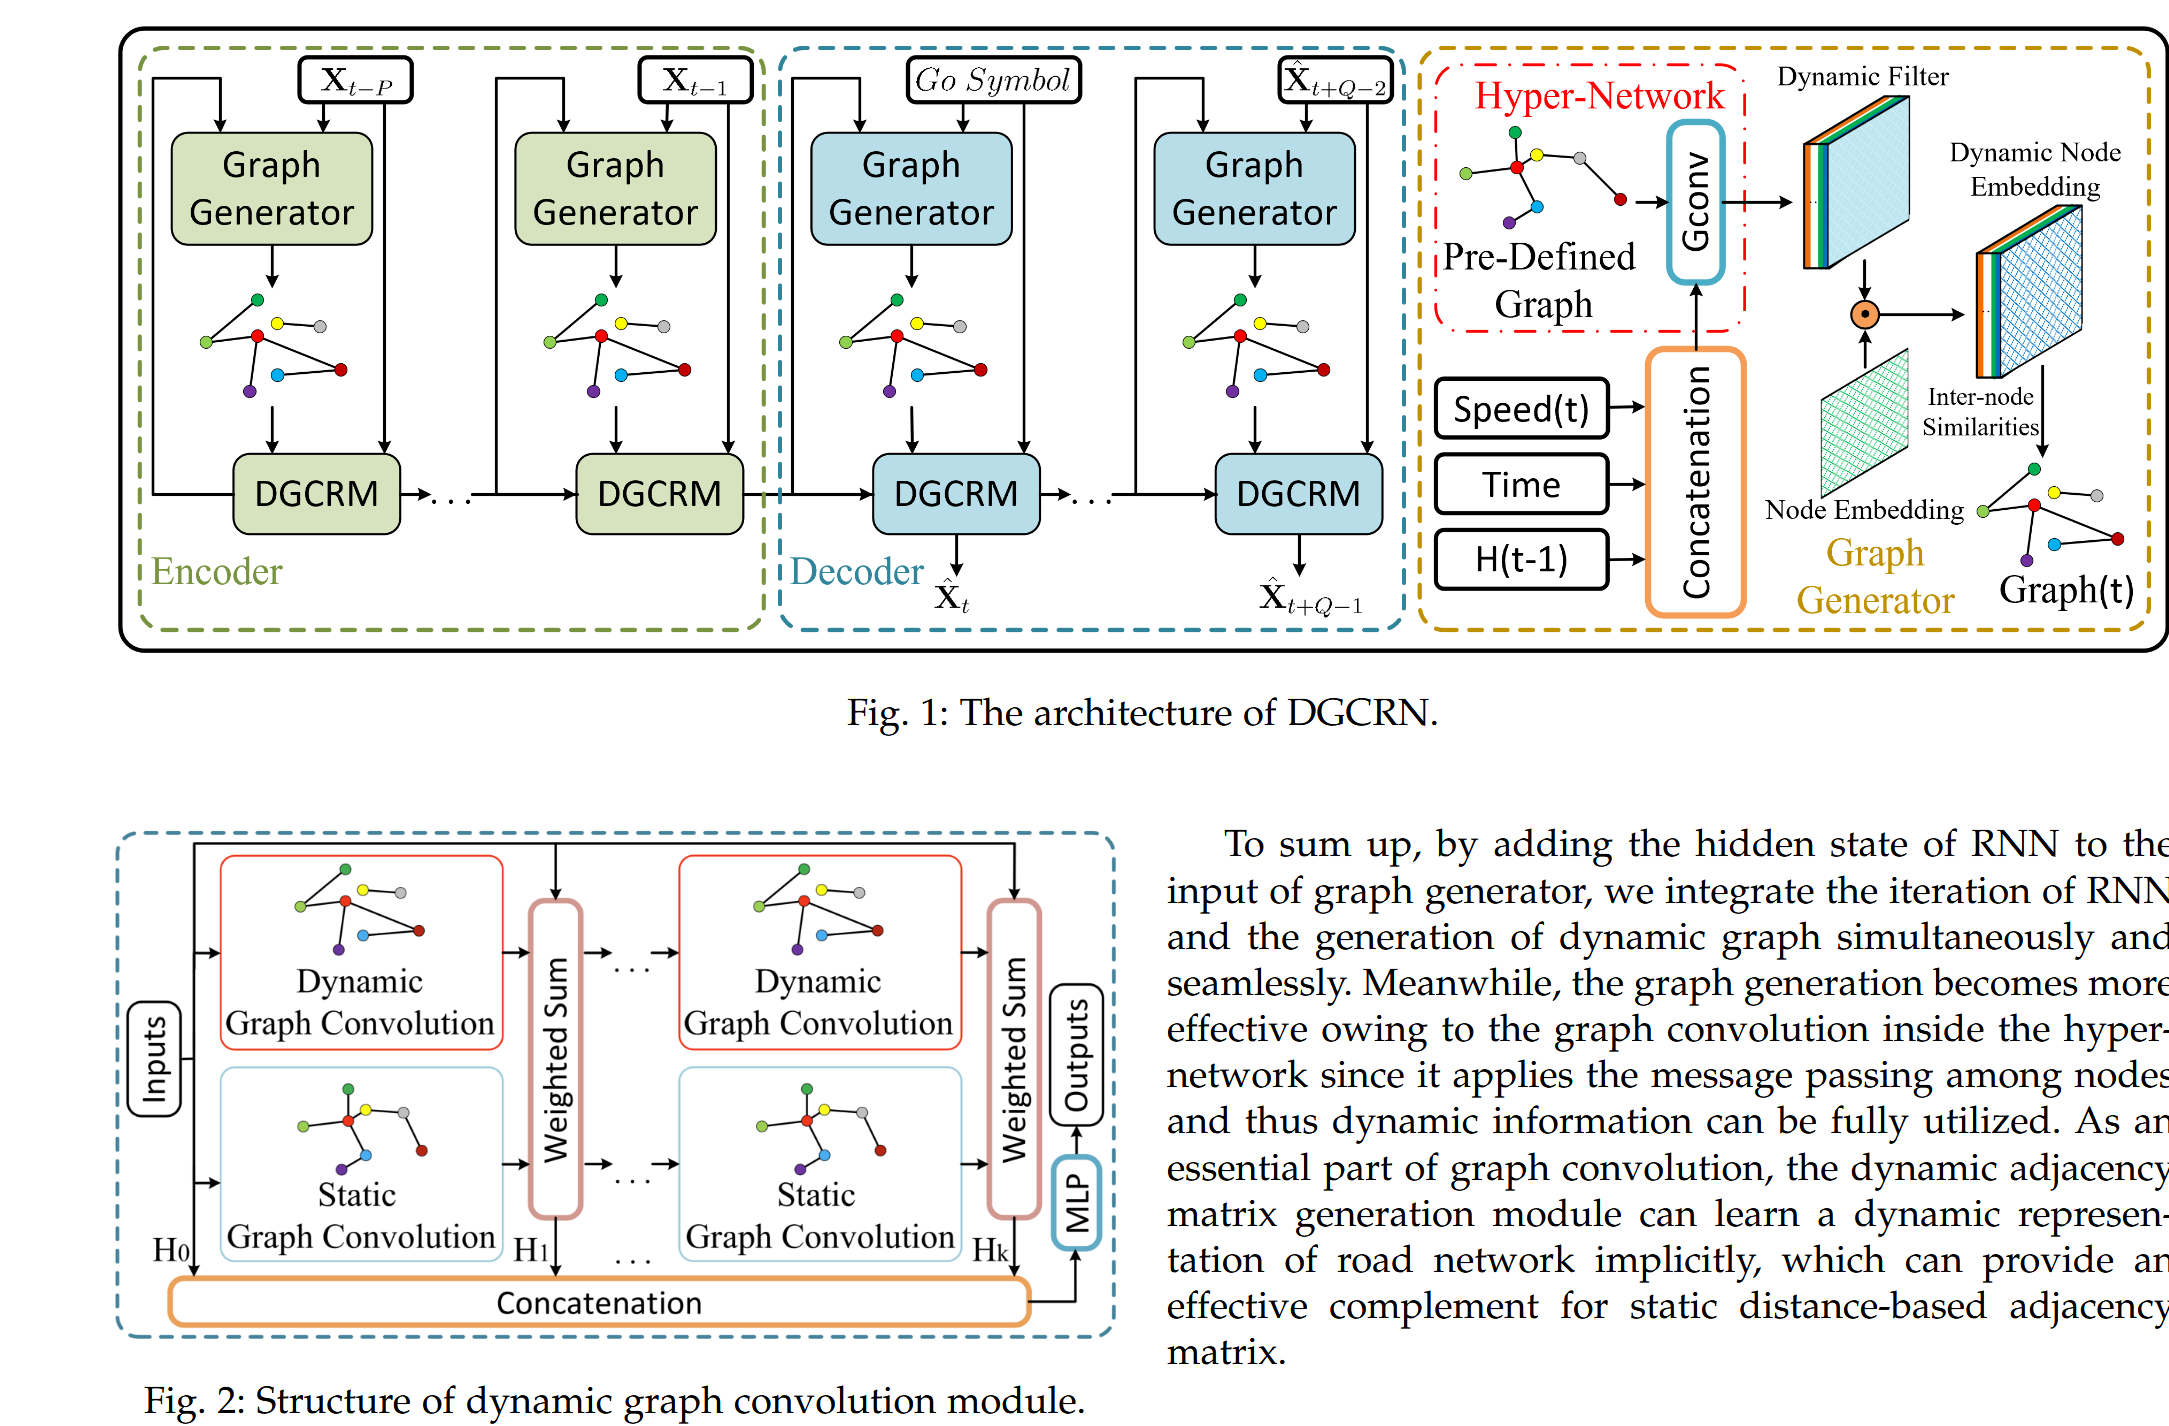 X_{t−P}
X_{t−1}
Go Symbol
X̂_{t+Q−2}
Graph
Generator
Graph
Generator
Graph
Generator
Graph
Generator
DGCRM
...
DGCRM
DGCRM
...
DGCRM
Encoder
Decoder
X̂_t
X̂_{t+Q−1}
Hyper-Network
Pre-Defined
Graph
Gconv
Speed(t)
Time
H(t-1)
Concatenation
Dynamic Filter
Dynamic Node
Embedding
Inter-node
Similarities
Node Embedding
Graph
Generator
Graph(t)
Fig. 1: The architecture of DGCRN.
Inputs
Dynamic
Graph Convolution
Static
Graph Convolution
Weighted Sum
...
...
...
Dynamic
Graph Convolution
Static
Graph Convolution
Weighted Sum
H0
H1
Hk
Concatenation
MLP
Outputs
Fig. 2: Structure of dynamic graph convolution module.
To sum up, by adding the hidden state of RNN to the
input of graph generator, we integrate the iteration of RNN
and the generation of dynamic graph simultaneously and
seamlessly. Meanwhile, the graph generation becomes more
effective owing to the graph convolution inside the hyper-
network since it applies the message passing among nodes
and thus dynamic information can be fully utilized. As an
essential part of graph convolution, the dynamic adjacency
matrix generation module can learn a dynamic represen-
tation of road network implicitly, which can provide an
effective complement for static distance-based adjacency
matrix.